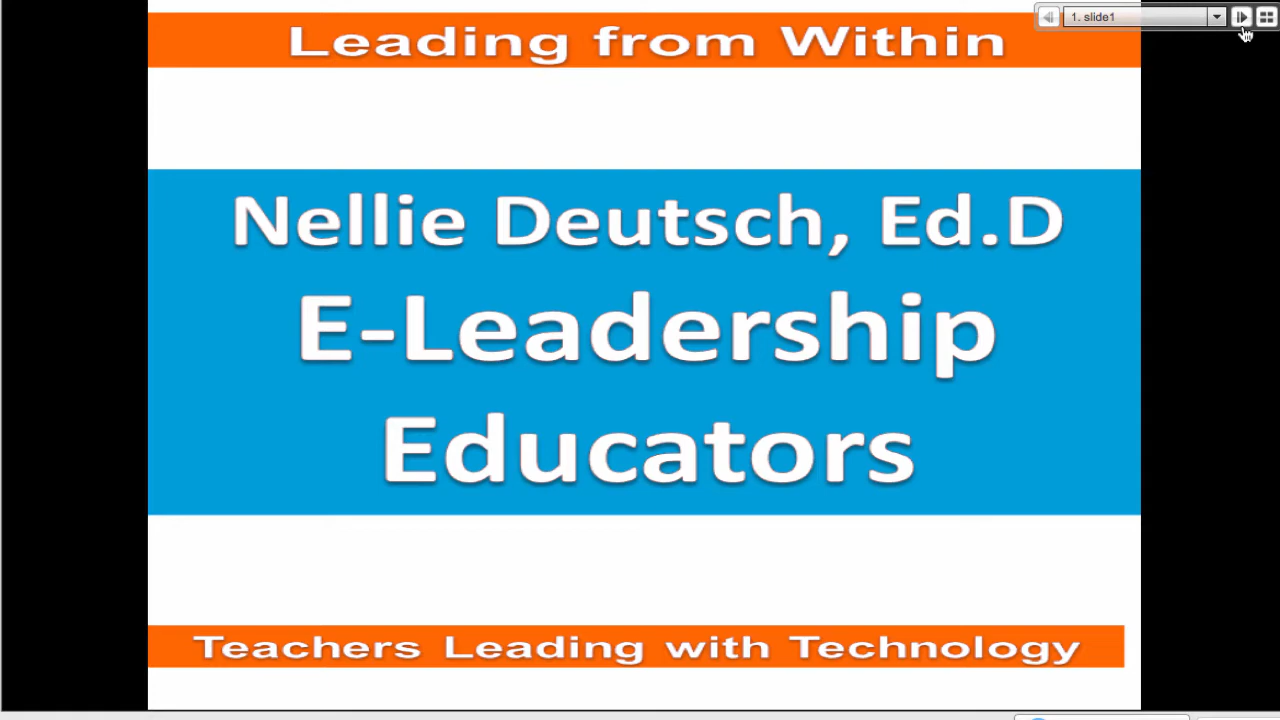 1. slide1
Leading from Within
Nellie Deutsch, Ed.D
E-Leadership
Educators
Teachers Leading with Technology